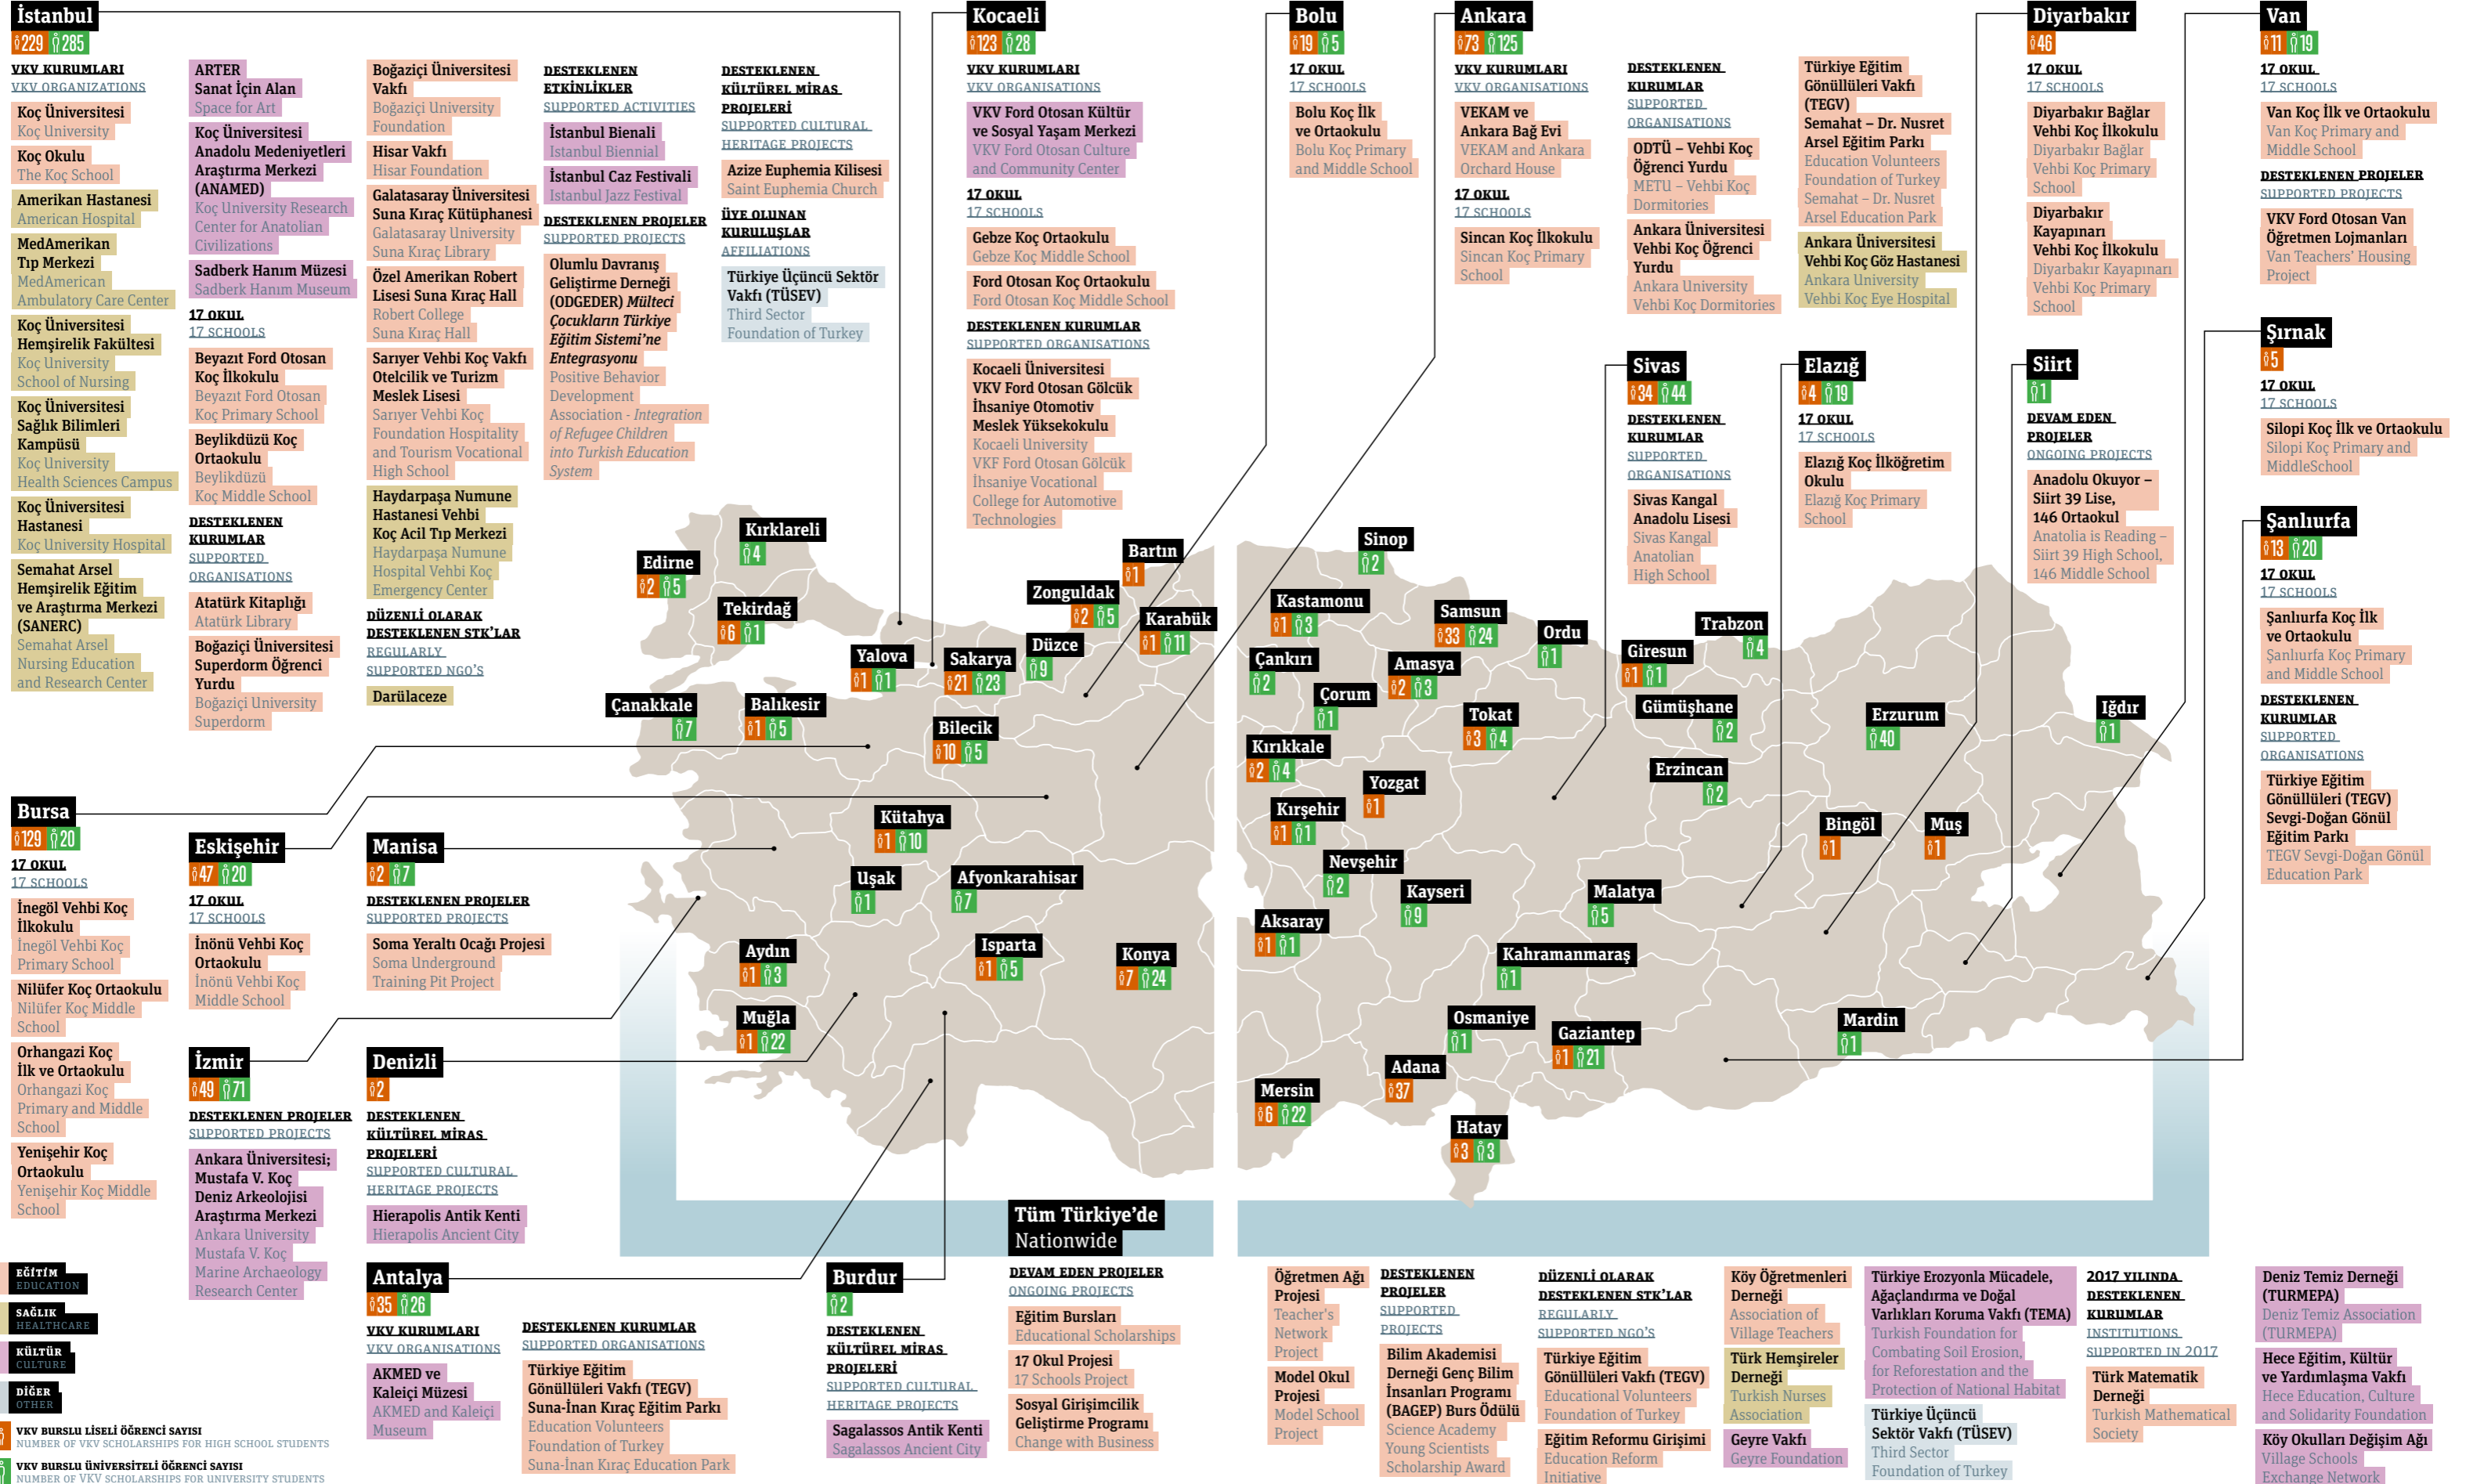 İstanbul
229 285
VKV KURUMLARI
VKV ORGANIZATIONS
Koç Üniversitesi
Koç University
Koç Okulu
The Koç School
Amerikan Hastanesi
American Hospital
MedAmerikan
Tıp Merkezi
MedAmerican
Ambulatory Care Center
Koç Üniversitesi
Hemşirelik Fakültesi
Koç University
School of Nursing
Koç Üniversitesi
Sağlık Bilimleri
Kampüsü
Koç University
Health Sciences Campus
Koç Üniversitesi
Hastanesi
Koç University Hospital
Semahat Arsel
Hemşirelik Eğitim
ve Araştırma Merkezi
(SANERC)
Semahat Arsel
Nursing Education
and Research Center
ARTER
Sanat İçin Alan
Space for Art
Koç Üniversitesi
Anadolu Medeniyetleri
Araştırma Merkezi
(ANAMED)
Koç University Research
Center for Anatolian
Civilizations
Sadberk Hanım Müzesi
Sadberk Hanım Museum
17 OKUL
17 SCHOOLS
Beyazıt Ford Otosan
Koç İlkokulu
Beyazıt Ford Otosan
Koç Primary School
Beylikdüzü Koç
Ortaokulu
Beylikdüzü
Koç Middle School
DESTEKLENEN
KURUMLAR
SUPPORTED
ORGANISATIONS
Atatürk Kitaplığı
Atatürk Library
Boğaziçi Üniversitesi
Superdorm Öğrenci
Yurdu
Boğaziçi University
Superdorm
Boğaziçi Üniversitesi
Vakfı
Boğaziçi University
Foundation
Hisar Vakfı
Hisar Foundation
Galatasaray Üniversitesi
Suna Kıraç Kütüphanesi
Galatasaray University
Suna Kıraç Library
Özel Amerikan Robert
Lisesi Suna Kıraç Hall
Robert College
Suna Kıraç Hall
Sarıyer Vehbi Koç Vakfı
Otelcilik ve Turizm
Meslek Lisesi
Sarıyer Vehbi Koç
Foundation Hospitality
and Tourism Vocational
High School
Haydarpaşa Numune
Hastanesi Vehbi
Koç Acil Tıp Merkezi
Haydarpaşa Numune
Hospital Vehbi Koç
Emergency Center
DÜZENLİ OLARAK
DESTEKLENEN STK'LAR
REGULARLY
SUPPORTED NGO'S
Darülaceze
DESTEKLENEN
ETKİNLİKLER
SUPPORTED ACTIVITIES
İstanbul Bienali
Istanbul Biennial
İstanbul Caz Festivali
Istanbul Jazz Festival
DESTEKLENEN PROJELER
SUPPORTED PROJECTS
Olumlu Davranış
Geliştirme Derneği
(ODGEDER) Mülteci
Çocukların Türkiye
Eğitim Sistemi'ne
Entegrasyonu
Positive Behavior
Development
Association - Integration
of Refugee Children
into Turkish Education
System
DESTEKLENEN
KÜLTÜREL MİRAS
PROJELERİ
SUPPORTED CULTURAL
HERITAGE PROJECTS
Azize Euphemia Kilisesi
Saint Euphemia Church
ÜYE OLUNAN
KURULUŞLAR
AFFILIATIONS
Türkiye Üçüncü Sektör
Vakfı (TÜSEV)
Third Sector
Foundation of Turkey
Kocaeli
123 28
VKV KURUMLARI
VKV ORGANISATIONS
VKV Ford Otosan Kültür
ve Sosyal Yaşam Merkezi
VKV Ford Otosan Culture
and Community Center
17 OKUL
17 SCHOOLS
Gebze Koç Ortaokulu
Gebze Koç Middle School
Ford Otosan Koç Ortaokulu
Ford Otosan Koç Middle School
DESTEKLENEN KURUMLAR
SUPPORTED ORGANISATIONS
Kocaeli Üniversitesi
VKV Ford Otosan Gölcük
İhsaniye Otomotiv
Meslek Yüksekokulu
Kocaeli University
VKF Ford Otosan Gölcük
İhsaniye Vocational
College for Automotive
Technologies
Bolu
19 5
17 OKUL
17 SCHOOLS
Bolu Koç İlk
ve Ortaokulu
Bolu Koç Primary
and Middle School
Ankara
73 125
VKV KURUMLARI
VKV ORGANISATIONS
VEKAM ve
Ankara Bağ Evi
VEKAM and Ankara
Orchard House
17 OKUL
17 SCHOOLS
Sincan Koç İlkokulu
Sincan Koç Primary
School
DESTEKLENEN
KURUMLAR
SUPPORTED
ORGANISATIONS
ODTÜ – Vehbi Koç
Öğrenci Yurdu
METU – Vehbi Koç
Dormitories
Ankara Üniversitesi
Vehbi Koç Öğrenci
Yurdu
Ankara University
Vehbi Koç Dormitories
Türkiye Eğitim
Gönüllüleri Vakfı
(TEGV)
Semahat – Dr. Nusret
Arsel Eğitim Parkı
Education Volunteers
Foundation of Turkey
Semahat – Dr. Nusret
Arsel Education Park
Ankara Üniversitesi
Vehbi Koç Göz Hastanesi
Ankara University
Vehbi Koç Eye Hospital
Diyarbakır
46
17 OKUL
17 SCHOOLS
Diyarbakır Bağlar
Vehbi Koç İlkokulu
Diyarbakır Bağlar
Vehbi Koç Primary
School
Diyarbakır
Kayapınarı
Vehbi Koç İlkokulu
Diyarbakır Kayapınarı
Vehbi Koç Primary
School
Van
11 19
17 OKUL
17 SCHOOLS
Van Koç İlk ve Ortaokulu
Van Koç Primary and
Middle School
DESTEKLENEN PROJELER
SUPPORTED PROJECTS
VKV Ford Otosan Van
Öğretmen Lojmanları
Van Teachers' Housing
Project
Sivas
34 44
DESTEKLENEN
KURUMLAR
SUPPORTED
ORGANISATIONS
Sivas Kangal
Anadolu Lisesi
Sivas Kangal
Anatolian
High School
Elazığ
4 19
17 OKUL
17 SCHOOLS
Elazığ Koç İlköğretim
Okulu
Elazığ Koç Primary
School
Siirt
1
DEVAM EDEN
PROJELER
ONGOING PROJECTS
Anadolu Okuyor –
Siirt 39 Lise,
146 Ortaokul
Anatolia is Reading –
Siirt 39 High School,
146 Middle School
Şırnak
5
17 OKUL
17 SCHOOLS
Silopi Koç İlk ve Ortaokulu
Silopi Koç Primary and
MiddleSchool
Şanlıurfa
13 20
17 OKUL
17 SCHOOLS
Şanlıurfa Koç İlk
ve Ortaokulu
Şanlıurfa Koç Primary
and Middle School
DESTEKLENEN
KURUMLAR
SUPPORTED
ORGANISATIONS
Türkiye Eğitim
Gönüllüleri (TEGV)
Sevgi-Doğan Gönül
Eğitim Parkı
TEGV Sevgi-Doğan Gönül
Education Park
Kırklareli
4
Edirne
2 5
Tekirdağ
6 1
Bartın
1
Zonguldak
2 5
Karabük
1 11
Düzce
9
Yalova
1 1
Sakarya
21 23
Çanakkale
7
Balıkesir
1 5
Bilecik
10 5
Kütahya
1 10
Uşak
1
Afyonkarahisar
7
Aydın
1 3
Isparta
1 5
Konya
7 24
Muğla
1 22
Sinop
2
Kastamonu
1 3
Samsun
33 24
Ordu
1
Trabzon
4
Giresun
1 1
Çankırı
2
Amasya
2 3
Çorum
1
Tokat
3 4
Gümüşhane
2
Erzurum
40
Iğdır
1
Kırıkkale
2 4
Yozgat
1
Erzincan
2
Kırşehir
1 1
Bingöl
1
Muş
1
Nevşehir
2
Kayseri
9
Malatya
5
Aksaray
1 1
Kahramanmaraş
1
Osmaniye
1
Gaziantep
1 21
Mardin
1
Adana
37
Mersin
6 22
Hatay
3 3
Bursa
129 20
17 OKUL
17 SCHOOLS
İnegöl Vehbi Koç
İlkokulu
İnegöl Vehbi Koç
Primary School
Nilüfer Koç Ortaokulu
Nilüfer Koç Middle
School
Orhangazi Koç
İlk ve Ortaokulu
Orhangazi Koç
Primary and Middle
School
Yenişehir Koç
Ortaokulu
Yenişehir Koç Middle
School
Eskişehir
47 20
17 OKUL
17 SCHOOLS
İnönü Vehbi Koç
Ortaokulu
İnönü Vehbi Koç
Middle School
Manisa
2 7
DESTEKLENEN PROJELER
SUPPORTED PROJECTS
Soma Yeraltı Ocağı Projesi
Soma Underground
Training Pit Project
İzmir
49 71
DESTEKLENEN PROJELER
SUPPORTED PROJECTS
Ankara Üniversitesi;
Mustafa V. Koç
Deniz Arkeolojisi
Araştırma Merkezi
Ankara University
Mustafa V. Koç
Marine Archaeology
Research Center
Denizli
2
DESTEKLENEN
KÜLTÜREL MİRAS
PROJELERİ
SUPPORTED CULTURAL
HERITAGE PROJECTS
Hierapolis Antik Kenti
Hierapolis Ancient City
Antalya
35 26
VKV KURUMLARI
VKV ORGANISATIONS
AKMED ve
Kaleiçi Müzesi
AKMED and Kaleiçi
Museum
DESTEKLENEN KURUMLAR
SUPPORTED ORGANISATIONS
Türkiye Eğitim
Gönüllüleri Vakfı (TEGV)
Suna-İnan Kıraç Eğitim Parkı
Education Volunteers
Foundation of Turkey
Suna-İnan Kıraç Education Park
Burdur
2
DESTEKLENEN
KÜLTÜREL MİRAS
PROJELERİ
SUPPORTED CULTURAL
HERITAGE PROJECTS
Sagalassos Antik Kenti
Sagalassos Ancient City
Tüm Türkiye'de
Nationwide
DEVAM EDEN PROJELER
ONGOING PROJECTS
Eğitim Bursları
Educational Scholarships
17 Okul Projesi
17 Schools Project
Sosyal Girişimcilik
Geliştirme Programı
Change with Business
Öğretmen Ağı
Projesi
Teacher's
Network
Project
Model Okul
Projesi
Model School
Project
DESTEKLENEN
PROJELER
SUPPORTED
PROJECTS
Bilim Akademisi
Derneği Genç Bilim
İnsanları Programı
(BAGEP) Burs Ödülü
Science Academy
Young Scientists
Scholarship Award
DÜZENLİ OLARAK
DESTEKLENEN STK'LAR
REGULARLY
SUPPORTED NGO'S
Türkiye Eğitim
Gönüllüleri Vakfı (TEGV)
Educational Volunteers
Foundation of Turkey
Eğitim Reformu Girişimi
Education Reform
Initiative
Köy Öğretmenleri
Derneği
Association of
Village Teachers
Türk Hemşireler
Derneği
Turkish Nurses
Association
Geyre Vakfı
Geyre Foundation
Türkiye Erozyonla Mücadele,
Ağaçlandırma ve Doğal
Varlıkları Koruma Vakfı (TEMA)
Turkish Foundation for
Combating Soil Erosion,
for Reforestation and the
Protection of National Habitat
Türkiye Üçüncü
Sektör Vakfı (TÜSEV)
Third Sector
Foundation of Turkey
2017 YILINDA
DESTEKLENEN
KURUMLAR
INSTITUTIONS
SUPPORTED IN 2017
Türk Matematik
Derneği
Turkish Mathematical
Society
Deniz Temiz Derneği
(TURMEPA)
Deniz Temiz Association
(TURMEPA)
Hece Eğitim, Kültür
ve Yardımlaşma Vakfı
Hece Education, Culture
and Solidarity Foundation
Köy Okulları Değişim Ağı
Village Schools
Exchange Network
EĞİTİM
EDUCATION
SAĞLIK
HEALTHCARE
KÜLTÜR
CULTURE
DİĞER
OTHER
VKV BURSLU LİSELİ ÖĞRENCİ SAYISI
NUMBER OF VKV SCHOLARSHIPS FOR HIGH SCHOOL STUDENTS
VKV BURSLU ÜNİVERSİTELİ ÖĞRENCİ SAYISI
NUMBER OF VKV SCHOLARSHIPS FOR UNIVERSITY STUDENTS